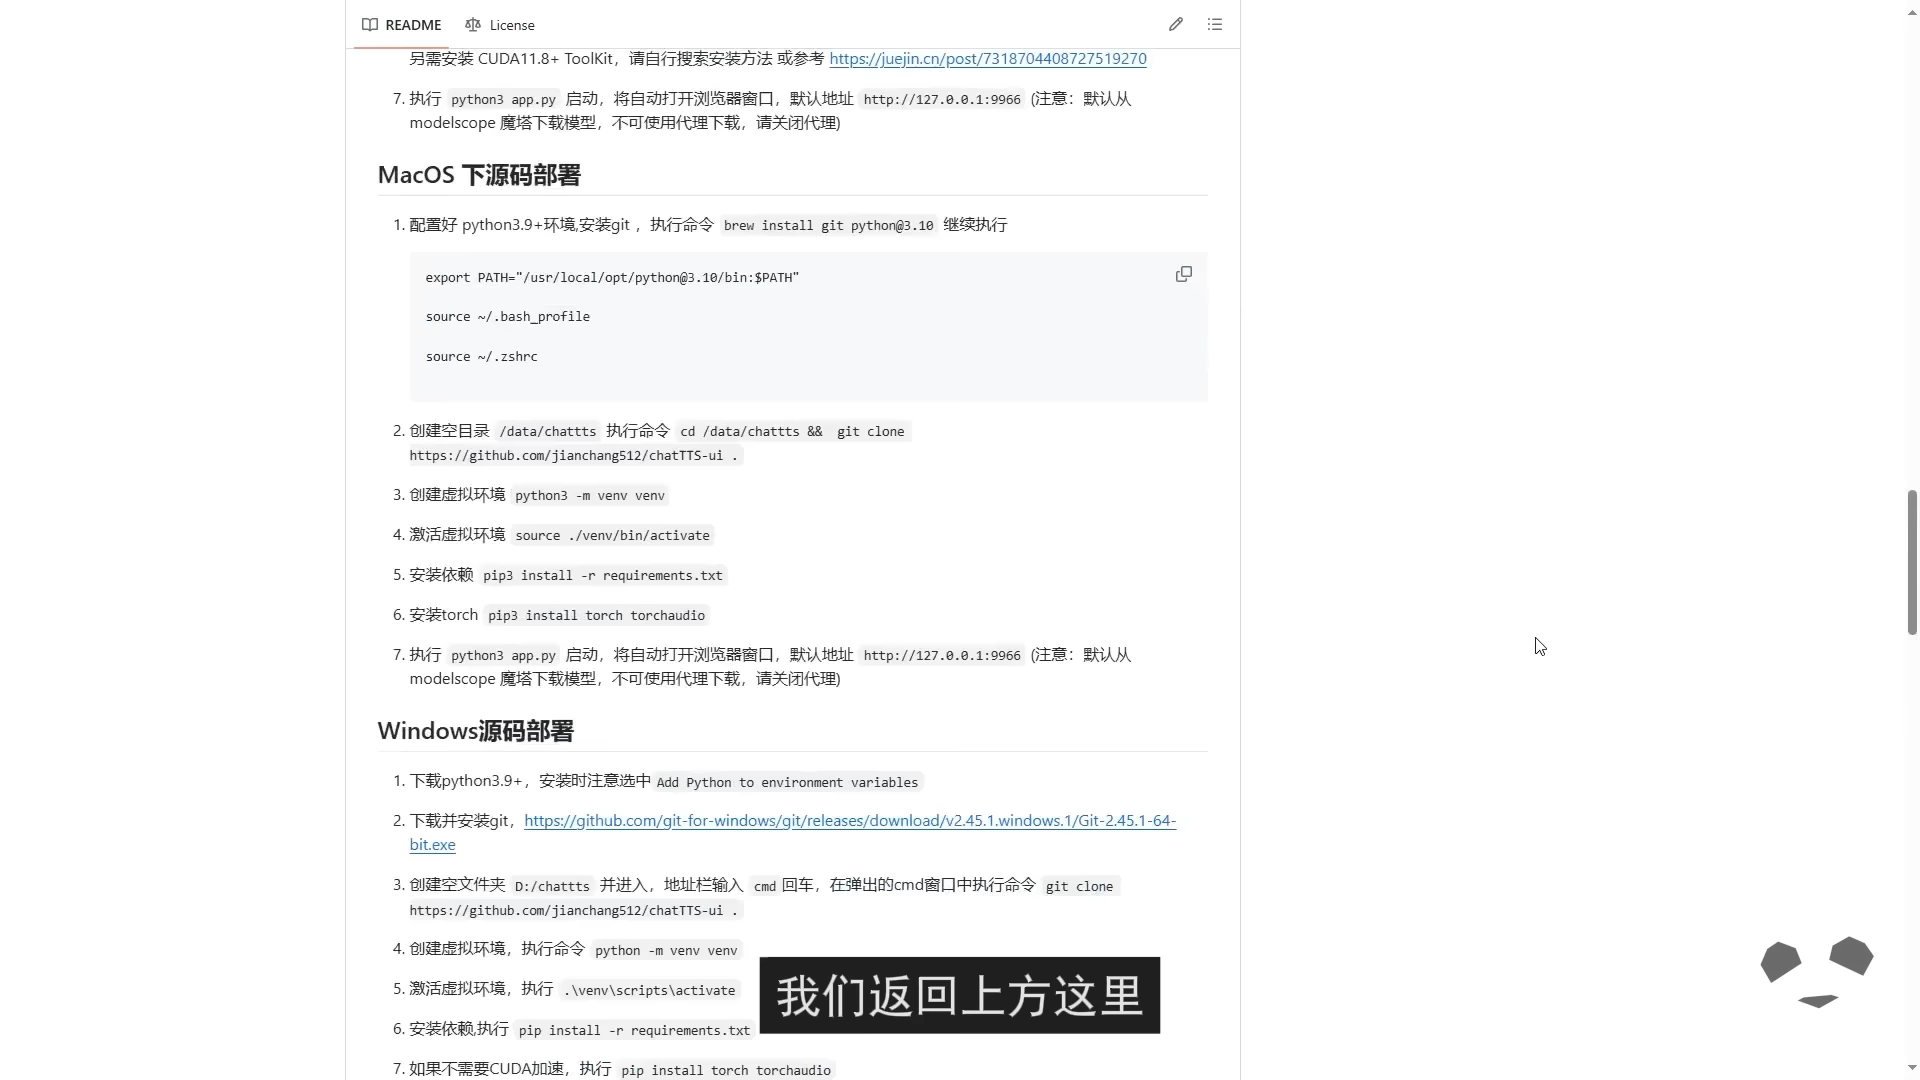 README License
另需安装 CUDA11.8+ ToolKit，请自行搜索安装方法 或参考 https://juejin.cn/post/7318704408727519270
7. 执行 python3 app.py 启动，将自动打开浏览器窗口，默认地址 http://127.0.0.1:9966 (注意：默认从
modelscope 魔塔下载模型，不可使用代理下载，请关闭代理)
MacOS 下源码部署
1. 配置好 python3.9+环境,安装git ，执行命令 brew install git python@3.10 继续执行
export PATH="/usr/local/opt/python@3.10/bin:$PATH"
source ~/.bash_profile
source ~/.zshrc
2. 创建空目录 /data/chattts 执行命令 cd /data/chattts && git clone
https://github.com/jianchang512/chatTTS-ui .
3. 创建虚拟环境 python3 -m venv venv
4. 激活虚拟环境 source ./venv/bin/activate
5. 安装依赖 pip3 install -r requirements.txt
6. 安装torch pip3 install torch torchaudio
7. 执行 python3 app.py 启动，将自动打开浏览器窗口，默认地址 http://127.0.0.1:9966 (注意：默认从
modelscope 魔塔下载模型，不可使用代理下载，请关闭代理)
Windows源码部署
1. 下载python3.9+，安装时注意选中 Add Python to environment variables
2. 下载并安装git，https://github.com/git-for-windows/git/releases/download/v2.45.1.windows.1/Git-2.45.1-64-
bit.exe
3. 创建空文件夹 D:/chattts 并进入，地址栏输入 cmd 回车，在弹出的cmd窗口中执行命令 git clone
https://github.com/jianchang512/chatTTS-ui .
4. 创建虚拟环境，执行命令 python -m venv venv
5. 激活虚拟环境，执行 .\venv\scripts\activate
6. 安装依赖,执行 pip install -r requirements.txt
我们返回上方这里
7. 如果不需要CUDA加速，执行 pip install torch torchaudio